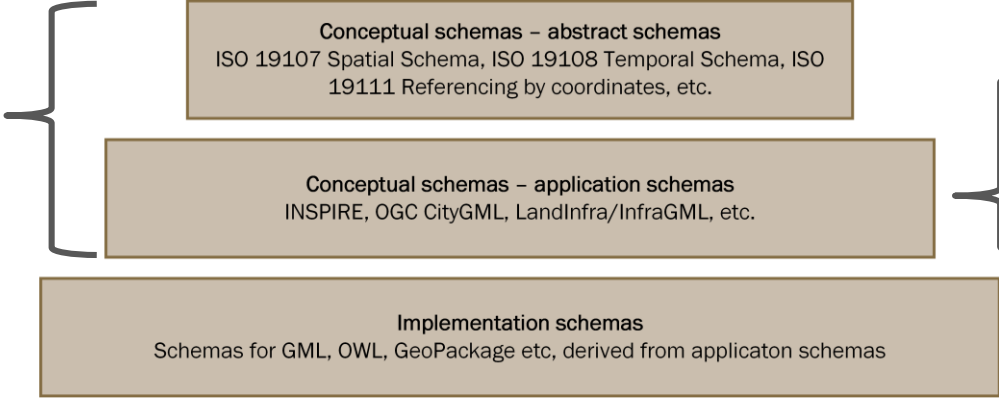 Conceptual schemas – abstract schemas
ISO 19107 Spatial Schema, ISO 19108 Temporal Schema, ISO
19111 Referencing by coordinates, etc.
Conceptual schemas – application schemas
INSPIRE, OGC CityGML, LandInfra/InfraGML, etc.
Implementation schemas
Schemas for GML, OWL, GeoPackage etc, derived from applicaton schemas